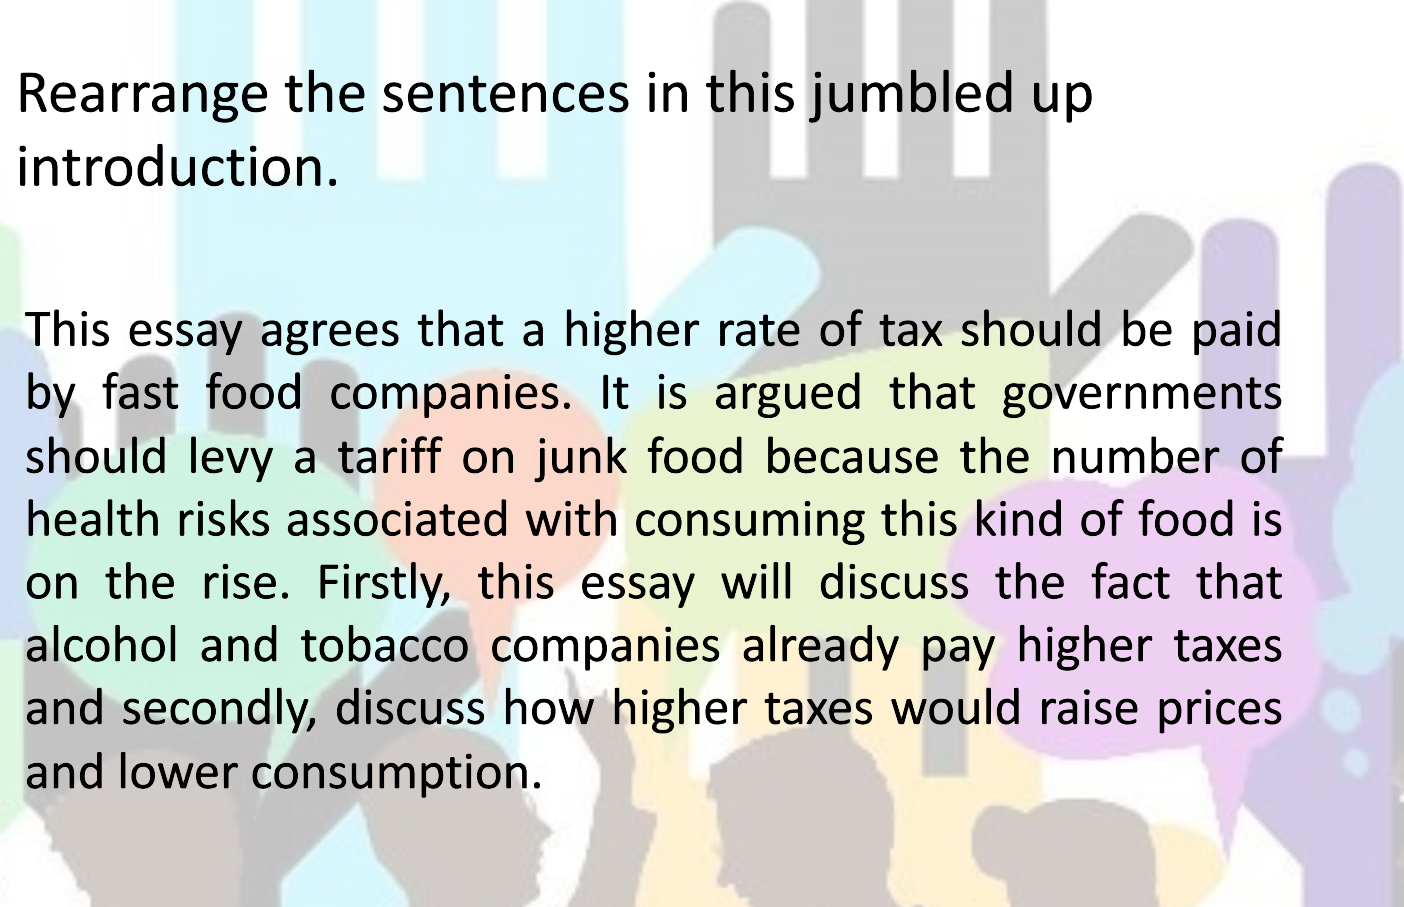 Rearrange the sentences in this jumbled up
introduction.
This essay agrees that a higher rate of tax should be paid
by fast food companies. It is argued that governments
should levy a tariff on junk food because the number of
health risks associated with consuming this kind of food is
on the rise. Firstly, this essay will discuss the fact that
alcohol and tobacco companies already pay higher taxes
and secondly, discuss how higher taxes would raise prices
and lower consumption.